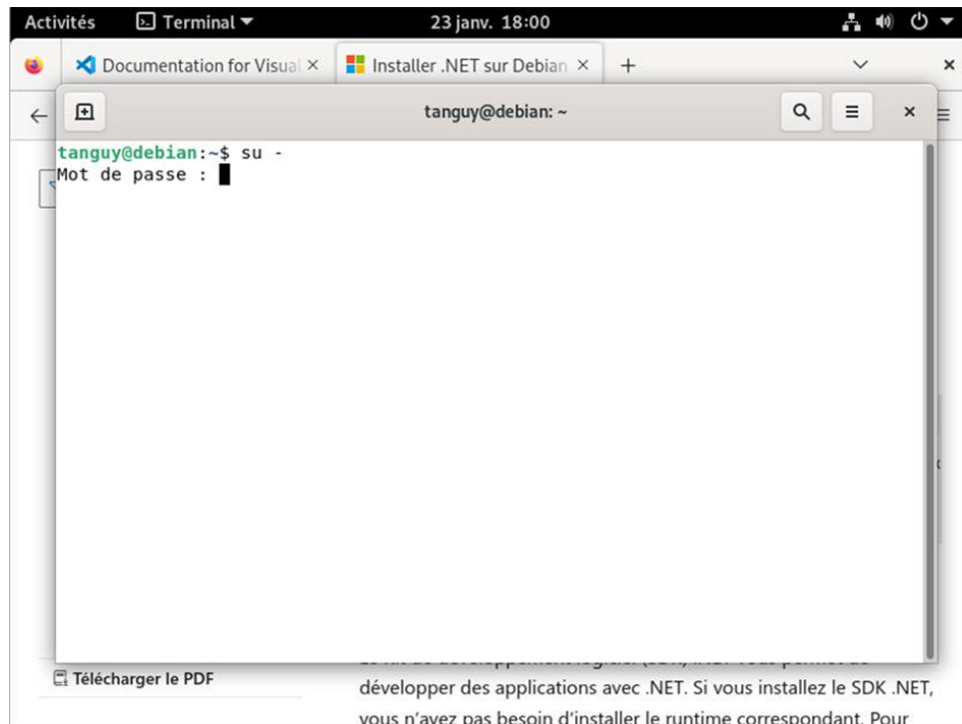 Activités Terminal 23 janv. 18:00
Documentation for Visual Installer .NET sur Debian
tanguy@debian: ~
tanguy@debian:~$ su -
Mot de passe :
Télécharger le PDF
développer des applications avec .NET. Si vous installez le SDK .NET,
vous n'avez pas besoin d'installer le runtime correspondant. Pour